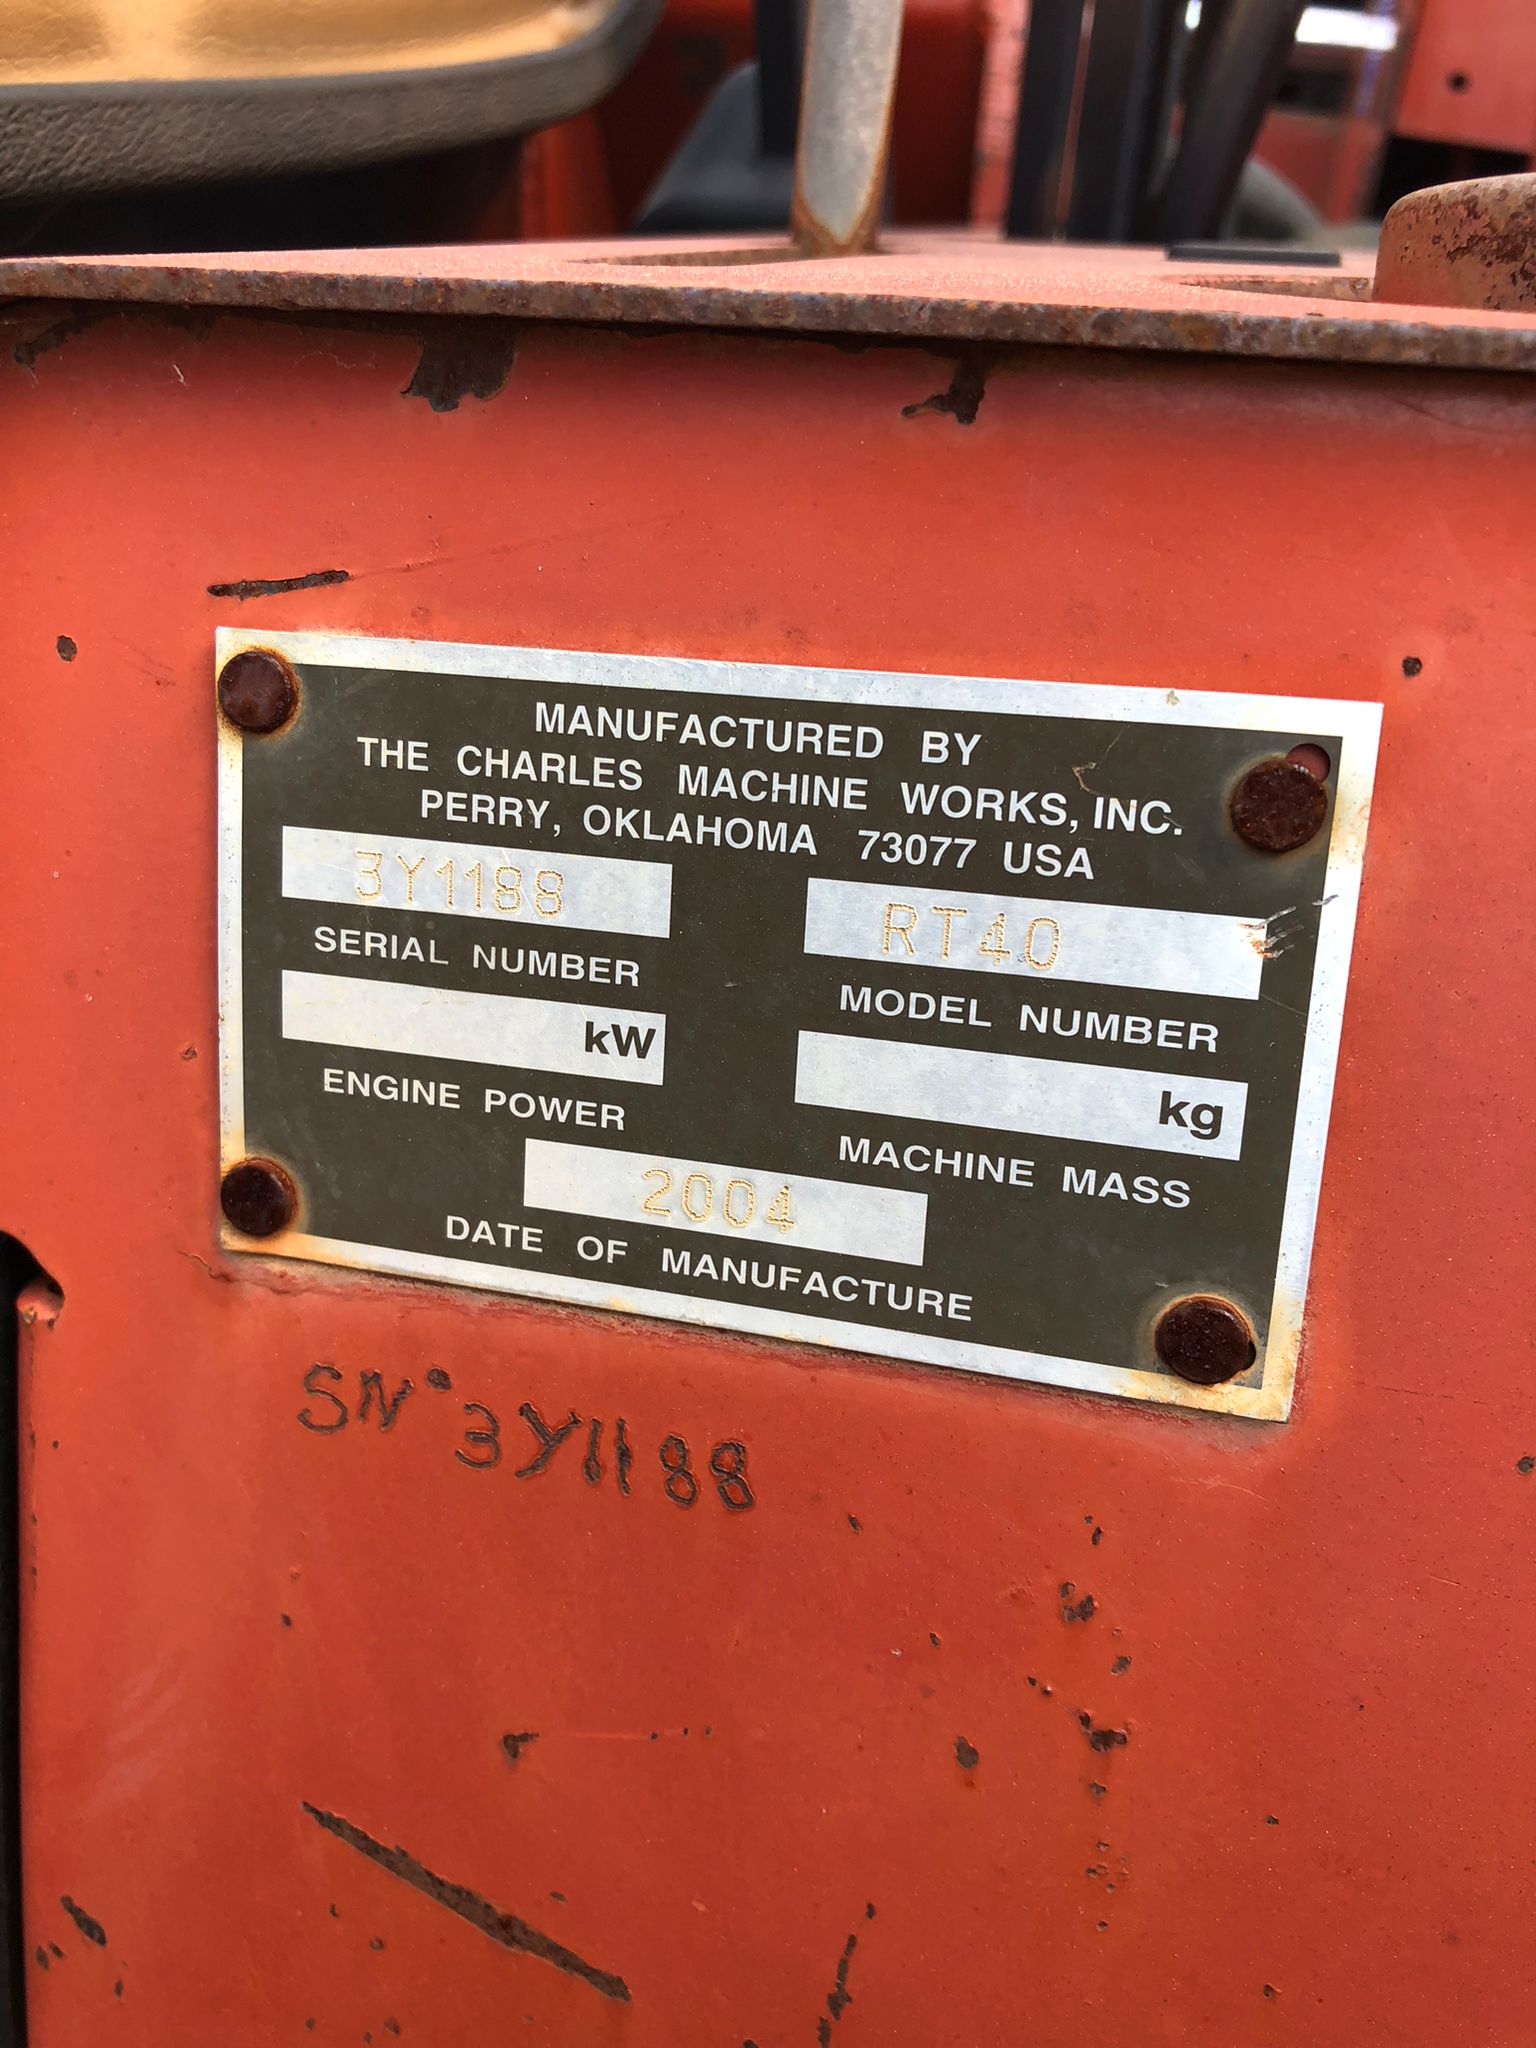 MANUFACTURED BY
THE CHARLES MACHINE WORKS, INC.
PERRY, OKLAHOMA 73077 USA
3Y1188 RT40
SERIAL NUMBER MODEL NUMBER
kW kg
ENGINE POWER MACHINE MASS
2004
DATE OF MANUFACTURE
SN° 3Y1188